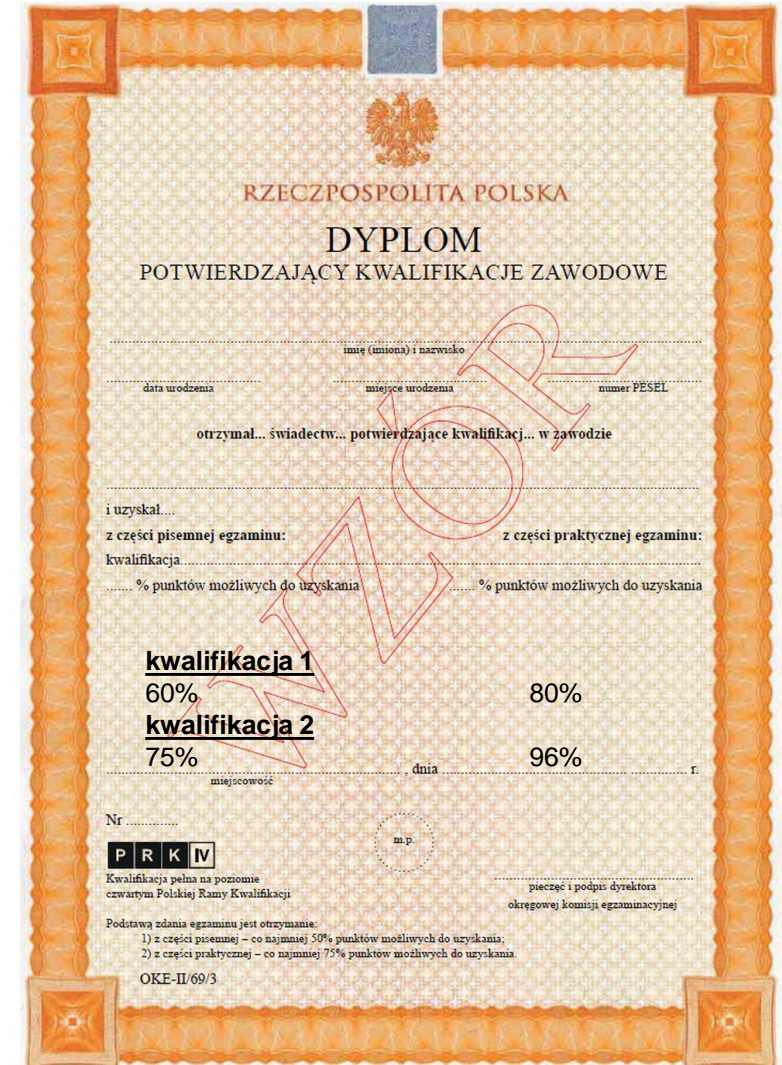 RZECZPOSPOLITA POLSKA
DYPLOM
POTWIERDZAJĄCY KWALIFIKACJE ZAWODOWE
imię (imiona) i nazwisko
data urodzenia miejsce urodzenia numer PESEL
otrzymał... świadectw... potwierdzające kwalifikacj... w zawodzie
i uzyskał....
z części pisemnej egzaminu: z części praktycznej egzaminu:
kwalifikacja
....... % punktów możliwych do uzyskania ....... % punktów możliwych do uzyskania
WZÓR
kwalifikacja 1
60% 80%
kwalifikacja 2
75% 96%
, dnia r.
miejscowość
Nr ..............
m.p.
PRK IV
Kwalifikacja pełna na poziomie
czwartym Polskiej Ramy Kwalifikacji
pieczęć i podpis dyrektora
okręgowej komisji egzaminacyjnej
Podstawą zdania egzaminu jest otrzymanie:
1) z części pisemnej – co najmniej 50% punktów możliwych do uzyskania;
2) z części praktycznej – co najmniej 75% punktów możliwych do uzyskania.
OKE-II/69/3